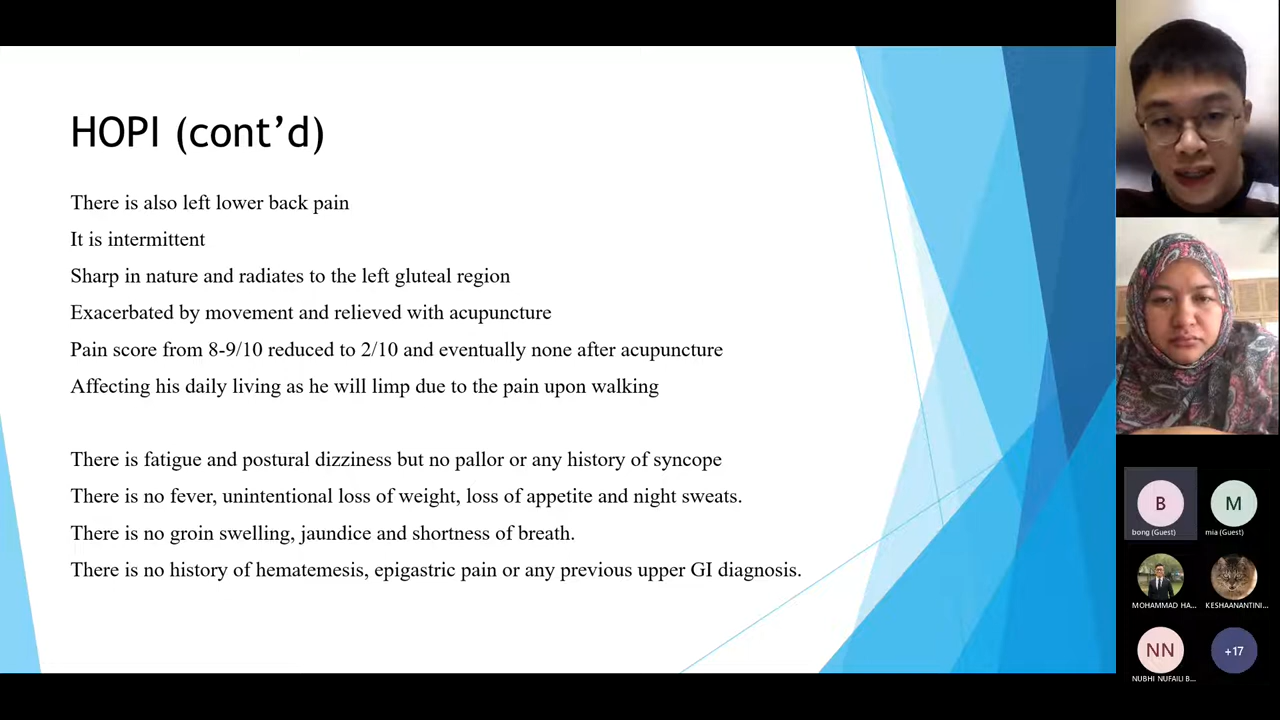 HOPI (cont’d)
There is also left lower back pain
It is intermittent
Sharp in nature and radiates to the left gluteal region
Exacerbated by movement and relieved with acupuncture
Pain score from 8-9/10 reduced to 2/10 and eventually none after acupuncture
Affecting his daily living as he will limp due to the pain upon walking
There is fatigue and postural dizziness but no pallor or any history of syncope
There is no fever, unintentional loss of weight, loss of appetite and night sweats.
There is no groin swelling, jaundice and shortness of breath.
There is no history of hematemesis, epigastric pain or any previous upper GI diagnosis.
B
bong (Guest)
M
mia (Guest)
MOHAMMAD HA...
KESHAANANTINI...
NN
NUBHI NUFAILI B...
+17